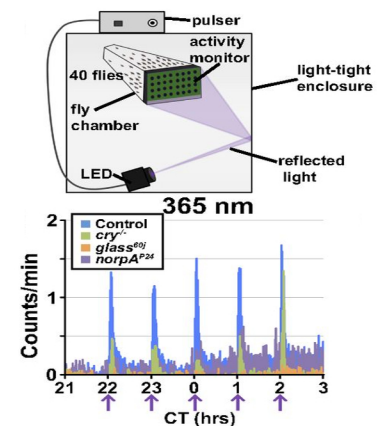 pulser
activity
monitor
40 flies
light-tight
enclosure
fly
chamber
reflected
light
LED
365 nm
Control
cry-/-
glass60j
norpAP24
Counts/min
2
1
0
21 22 23 0 1 2 3
CT (hrs)